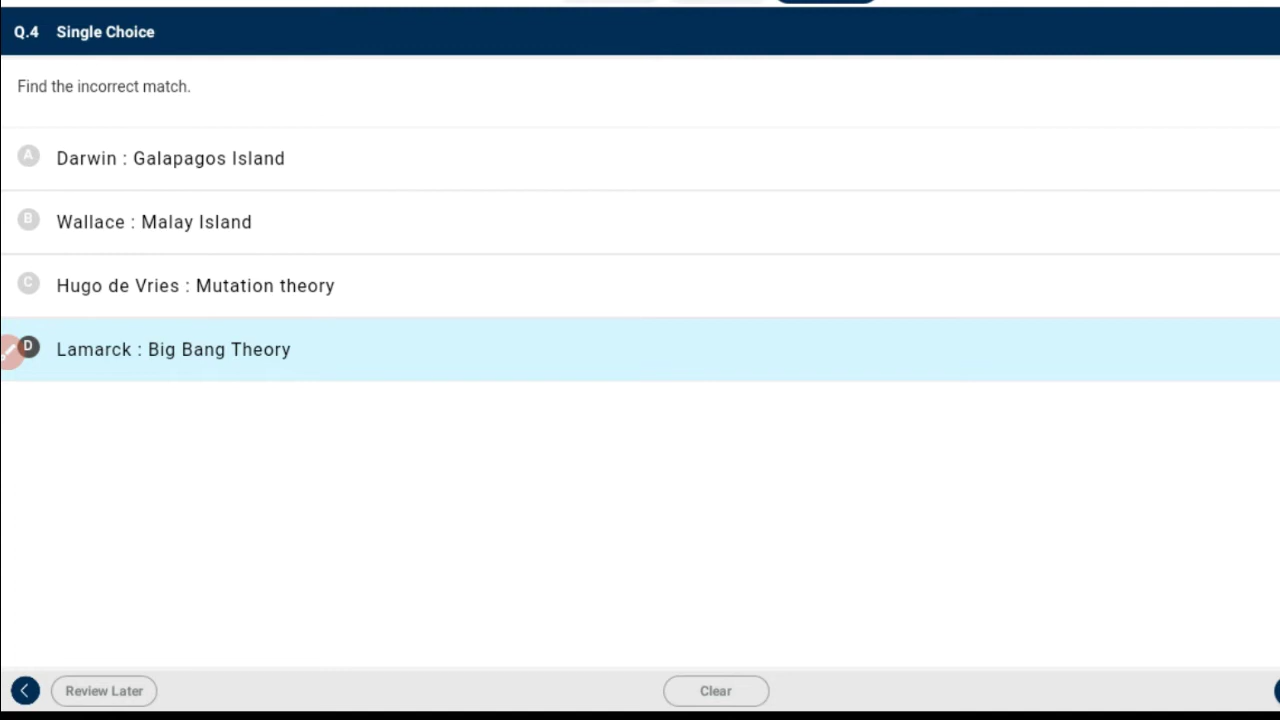 Q.4 Single Choice
Find the incorrect match.
A Darwin : Galapagos Island
B Wallace : Malay Island
C Hugo de Vries : Mutation theory
D Lamarck : Big Bang Theory
Review Later Clear